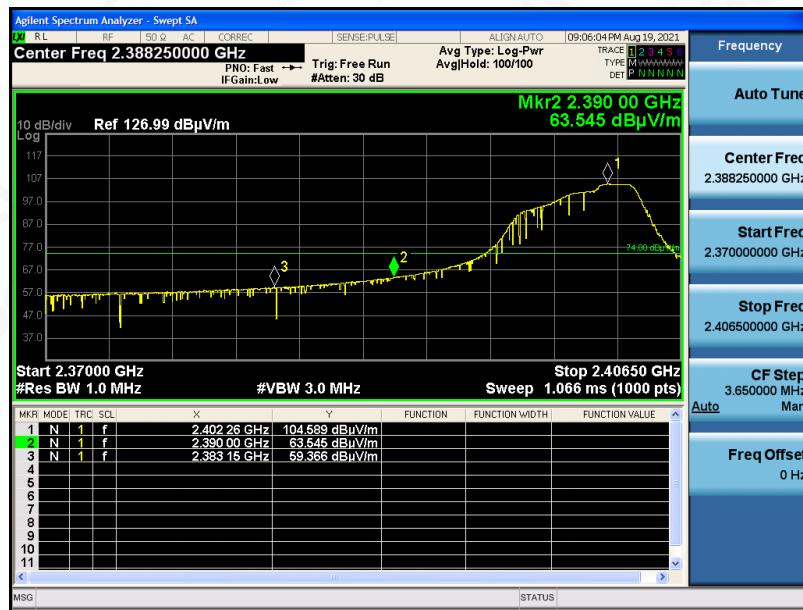 Agilent Spectrum Analyzer - Swept SA
LXI RL RF 50 Ω AC CORREC SENSE:PULSE ALIGN AUTO 09:06:04 PM Aug 19, 2021
Center Freq 2.388250000 GHz
PNO: Fast
IFGain:Low
Trig: Free Run
#Atten: 30 dB
Avg Type: Log-Pwr
Avg|Hold: 100/100
TRACE 1 2 3 4 5 6
TYPE M
DET P N N N N N
Mkr2 2.390 00 GHz
63.545 dBµV/m
10 dB/div Ref 126.99 dBµV/m
Log
117
107
97.0
87.0
77.0
67.0
57.0
47.0
37.0
1
2
3
74.00 dBµV/m
Start 2.37000 GHz Stop 2.40650 GHz
#Res BW 1.0 MHz #VBW 3.0 MHz Sweep 1.066 ms (1000 pts)
MKR MODE TRC SCL X Y FUNCTION FUNCTION WIDTH FUNCTION VALUE
1 N 1 f 2.402 26 GHz 104.589 dBµV/m
2 N 1 f 2.390 00 GHz 63.545 dBµV/m
3 N 1 f 2.383 15 GHz 59.366 dBµV/m
4
5
6
7
8
9
10
11
MSG STATUS
Frequency
Auto Tune
Center Freq
2.388250000 GHz
Start Freq
2.370000000 GHz
Stop Freq
2.406500000 GHz
CF Step
3.650000 MHz
Auto Man
Freq Offset
0 Hz